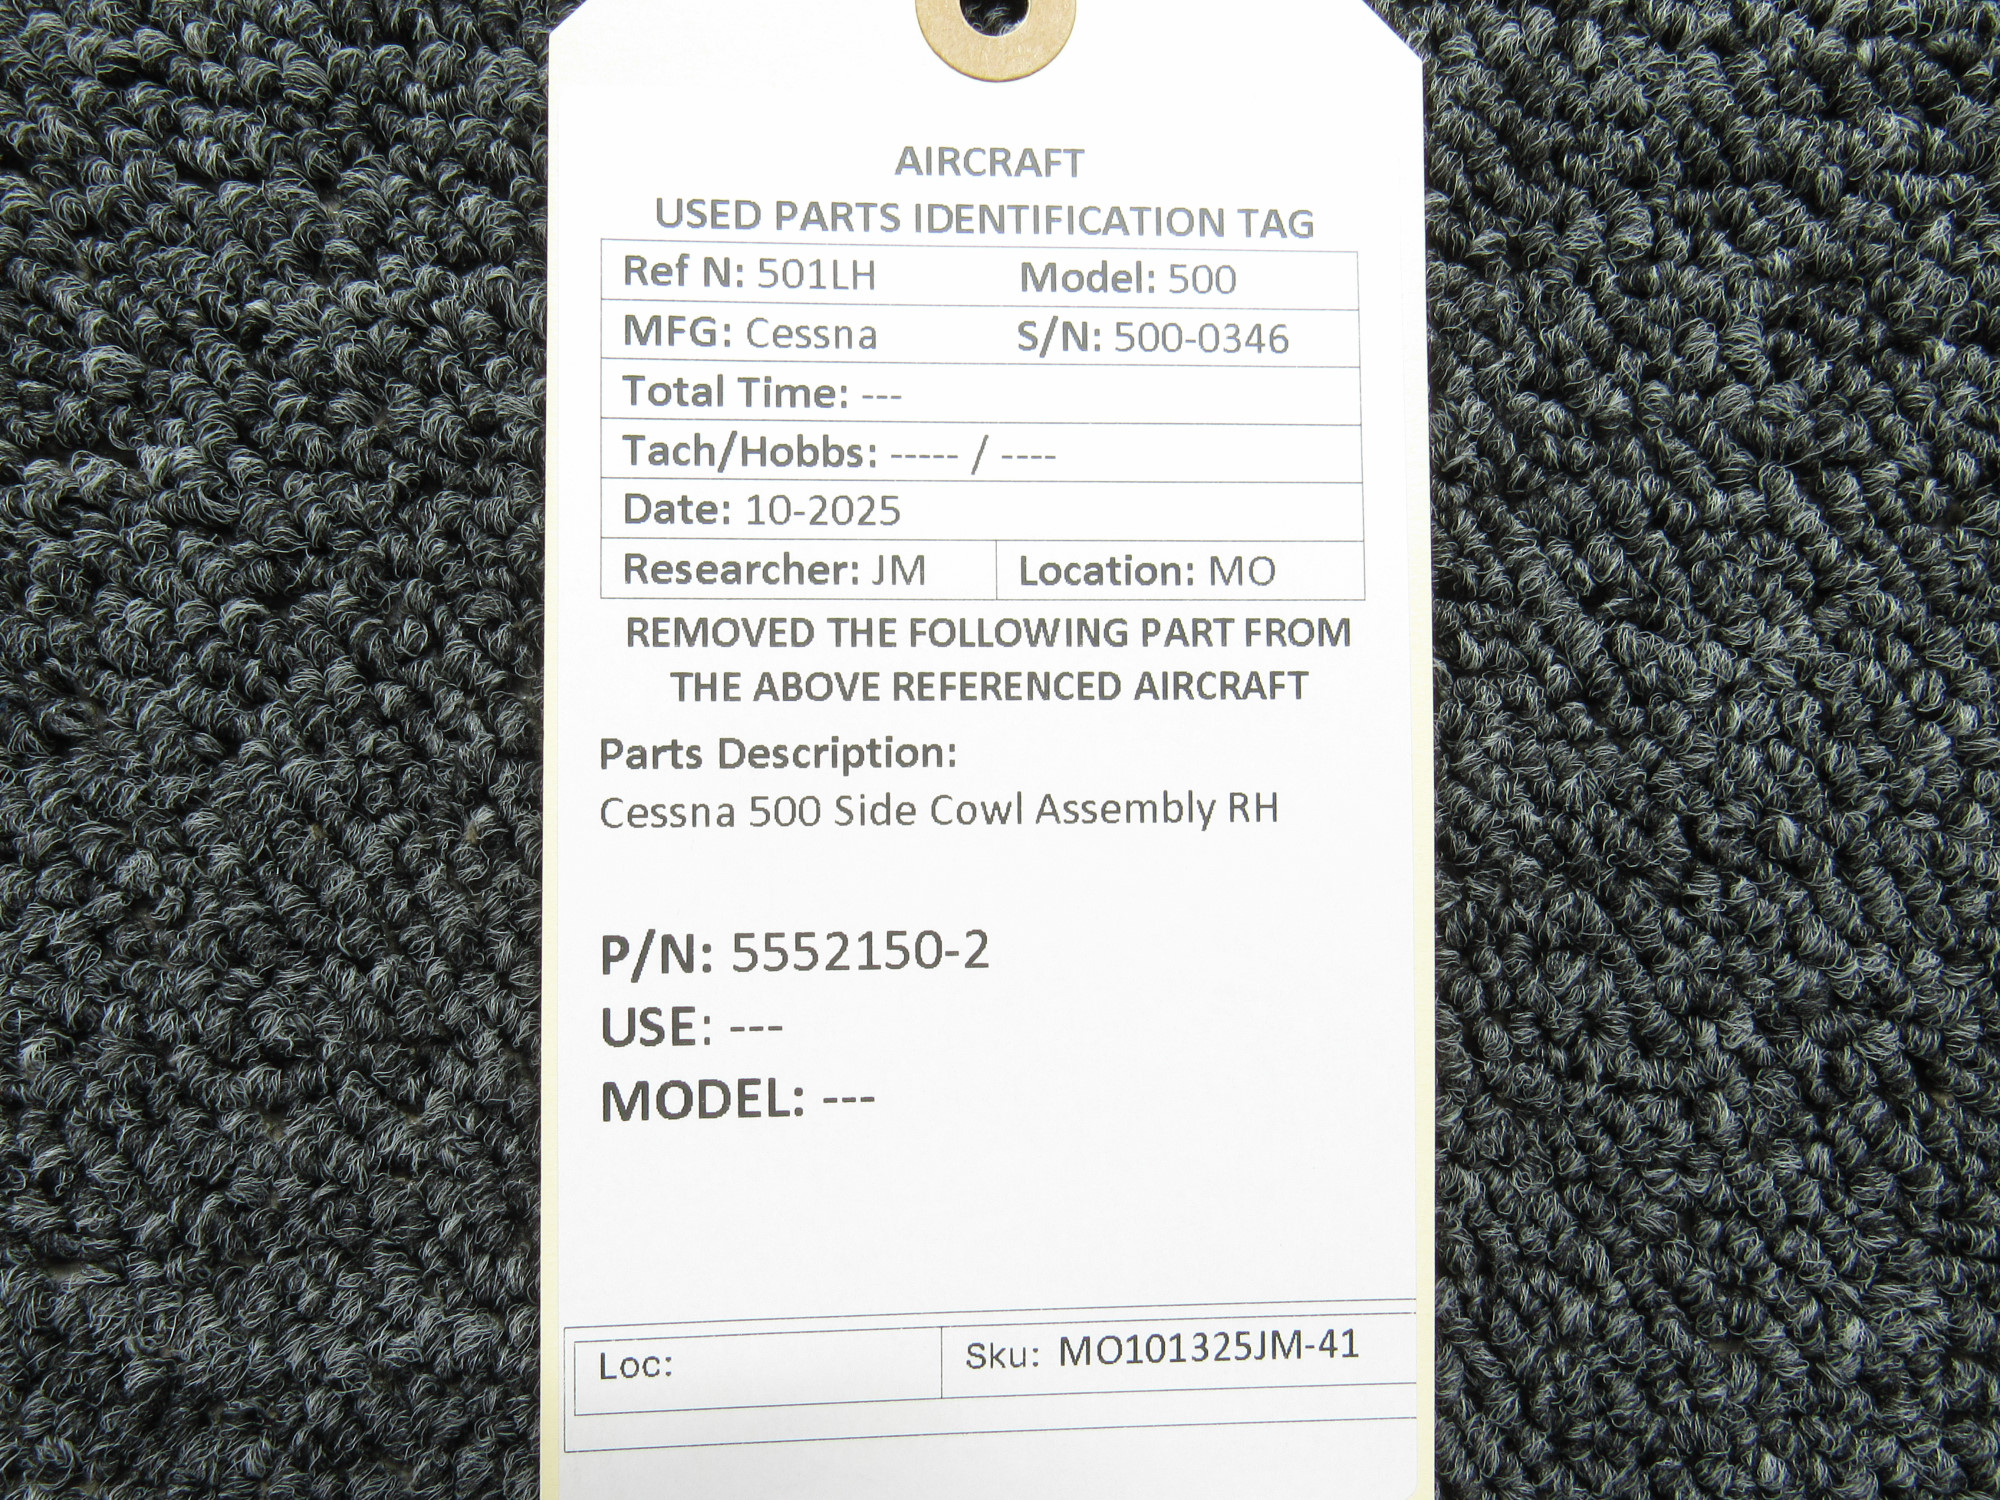 AIRCRAFT
USED PARTS IDENTIFICATION TAG
Ref N: 501LH Model: 500
MFG: Cessna S/N: 500-0346
Total Time: ---
Tach/Hobbs: ----- / ----
Date: 10-2025
Researcher: JM Location: MO
REMOVED THE FOLLOWING PART FROM
THE ABOVE REFERENCED AIRCRAFT
Parts Description:
Cessna 500 Side Cowl Assembly RH
P/N: 5552150-2
USE: ---
MODEL: ---
Loc: Sku: MO101325JM-41